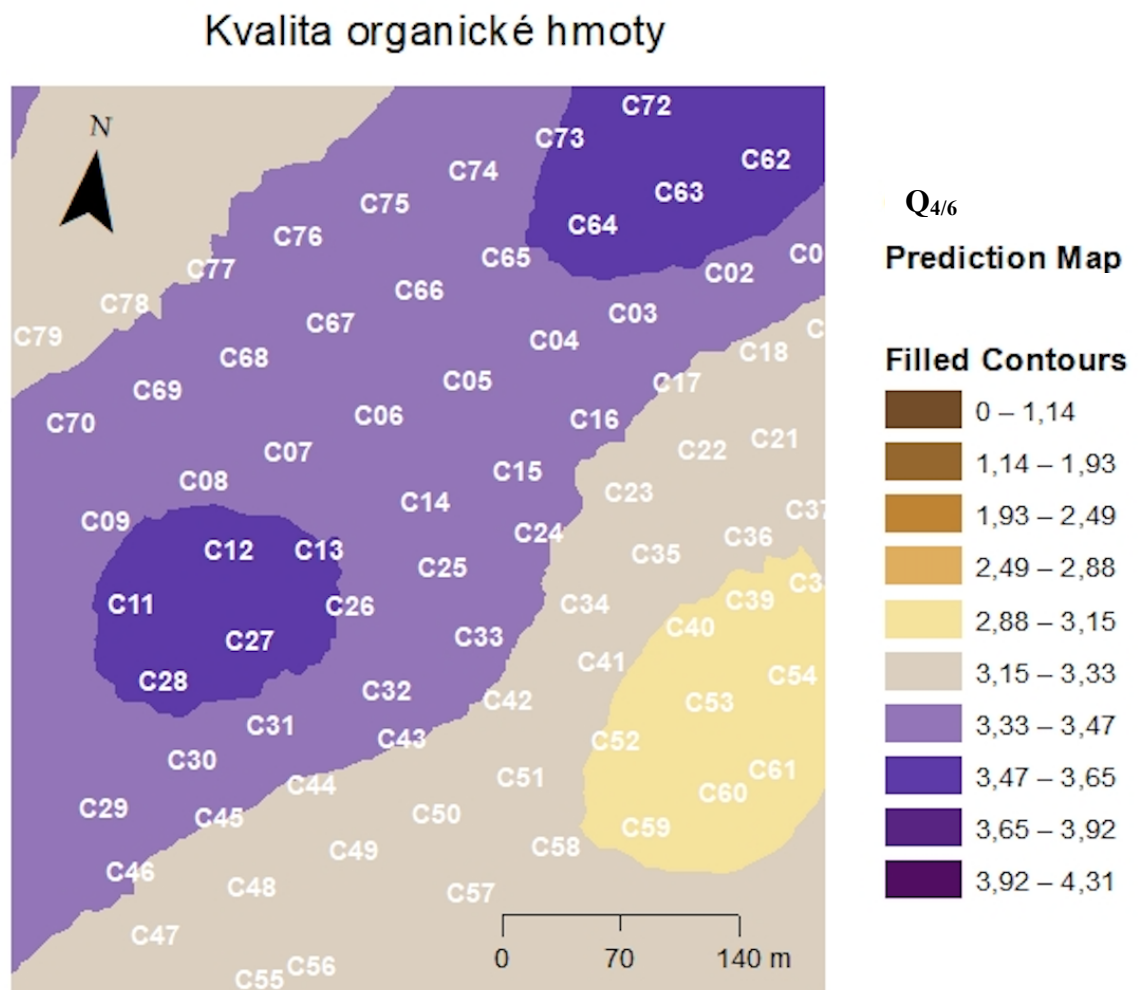 Kvalita organické hmoty
N
C72
C73
C62
C74
C63
C75
C64
C76
C65
C02
C0
C77
C66
C78
C03
C67
C79
C04
C
C68
C18
C05
C17
C69
C06
C16
C70
C21
C07
C22
C15
C08
C23
C14
C37
C09
C24
C36
C12
C13
C35
C25
C3
C39
C11
C26
C34
C40
C27
C33
C41
C54
C28
C32
C42
C53
C31
C43
C52
C30
C61
C51
C44
C60
C29
C50
C45
C59
C58
C49
C46
C48
C57
C47
C56
C55
0 70 140 m
Q4/6
Prediction Map
Filled Contours
0 – 1,14
1,14 – 1,93
1,93 – 2,49
2,49 – 2,88
2,88 – 3,15
3,15 – 3,33
3,33 – 3,47
3,47 – 3,65
3,65 – 3,92
3,92 – 4,31